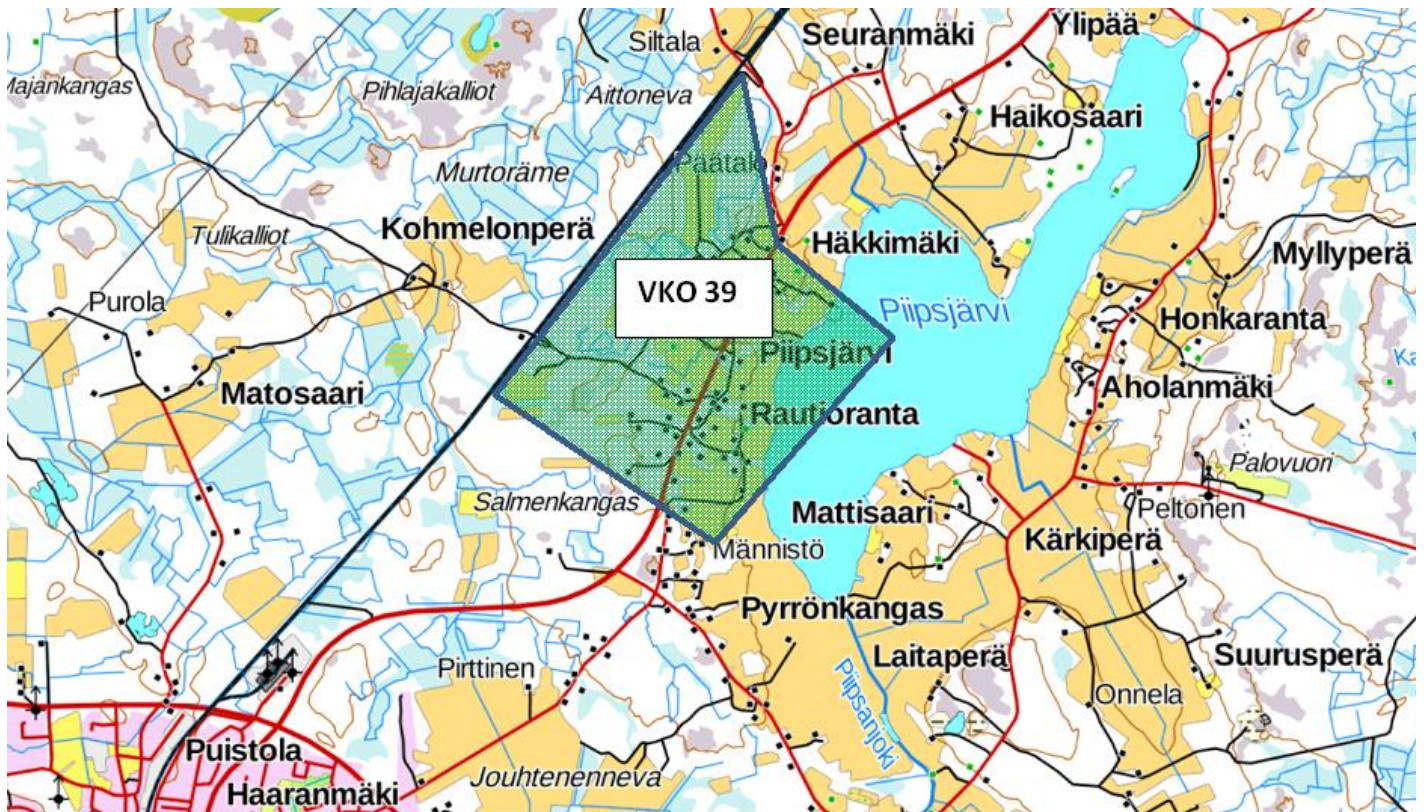 Ylipää
Seuranmäki
Siltala
Majankangas
Pihlajakalliot
Aittoneva
Haikosaari
Päätalo
Murtoräme
Kohmelonperä
Tulikalliot
Häkkimäki
Myllyperä
VKO 39
Purola
Piipsjärvi
Honkaranta
Piipsjärvi
Matosaari
Aholanmäki
Rautioranta
Palovuori
Salmenkangas
Mattisaari
Peltonen
Männistö
Kärkiperä
Pyrrönkangas
Pirttinen
Laitaperä
Suurusperä
Onnela
Piipsanjoki
Puistola
Jouhtenenneva
Haaranmäki